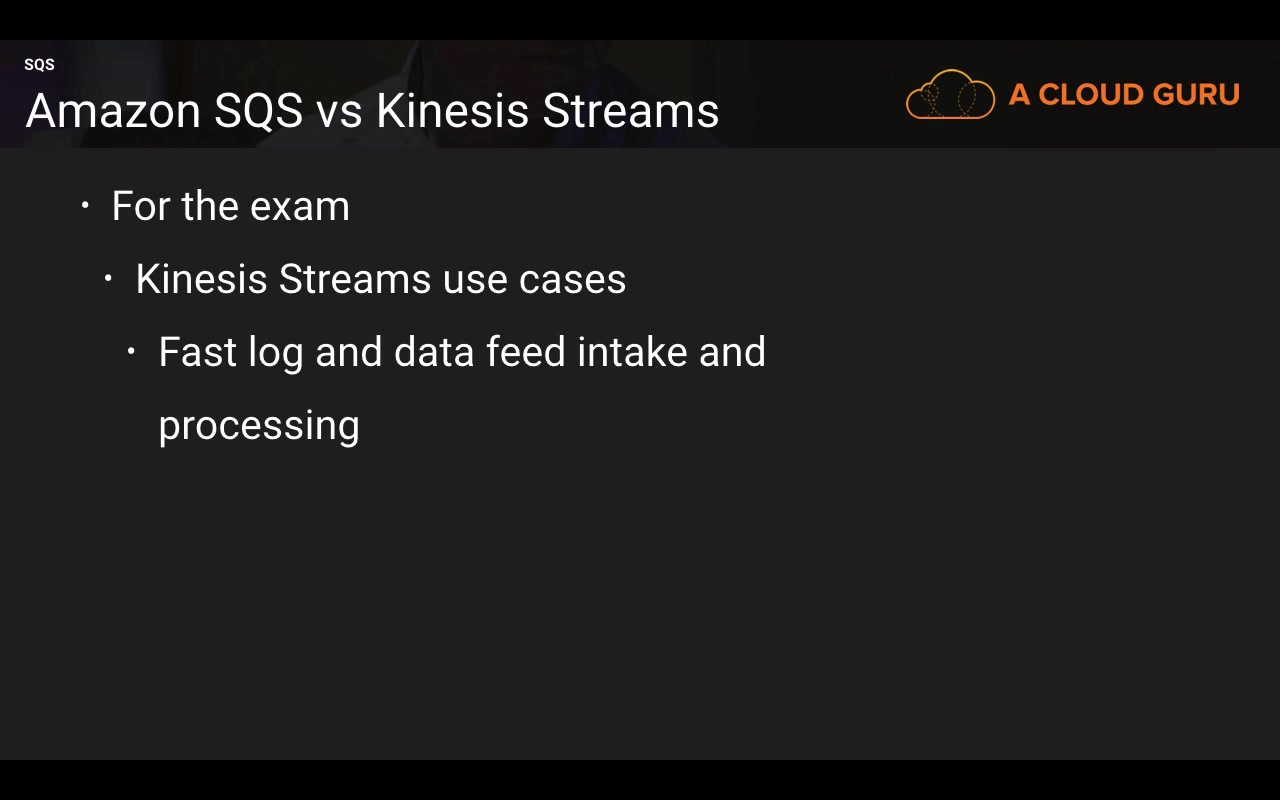 SQS
Amazon SQS vs Kinesis Streams
A CLOUD GURU
• For the exam
• Kinesis Streams use cases
• Fast log and data feed intake and
processing